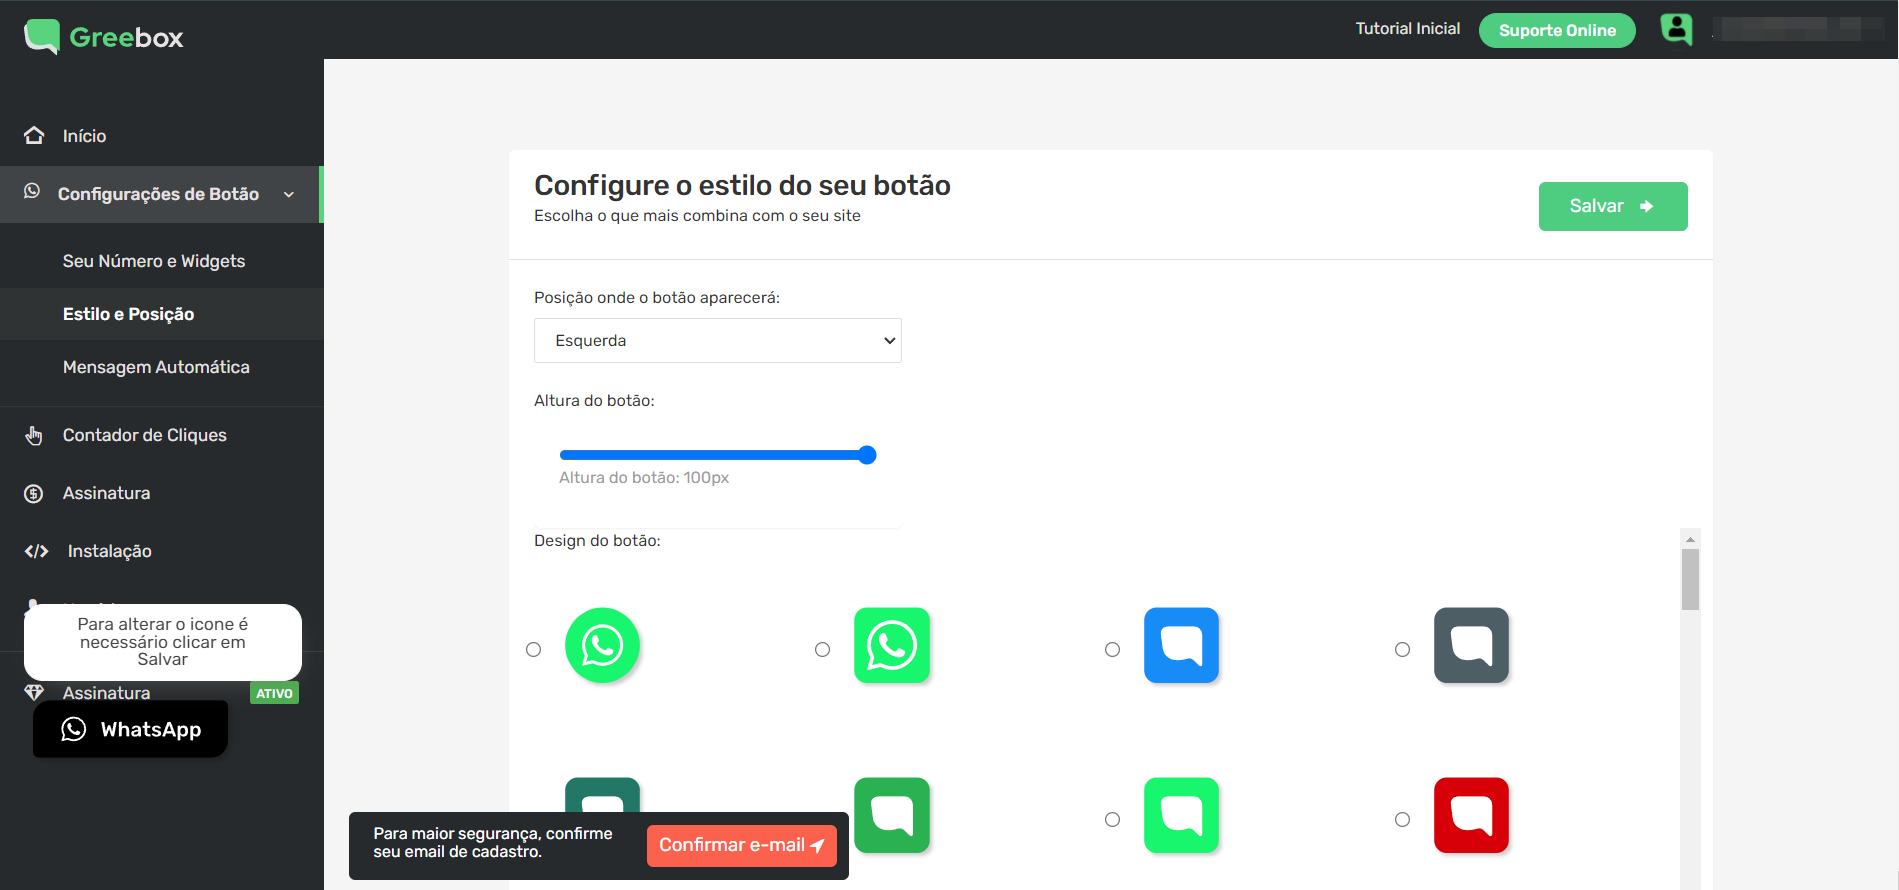 Greebox
Tutorial Inicial
Suporte Online
Início
Configurações de Botão
Seu Número e Widgets
Estilo e Posição
Mensagem Automática
Contador de Cliques
Assinatura
Instalação
Para alterar o icone é
necessário clicar em
Salvar
Assinatura
ATIVO
WhatsApp
Configure o estilo do seu botão
Escolha o que mais combina com o seu site
Salvar
Posição onde o botão aparecerá:
Esquerda
Altura do botão:
Altura do botão: 100px
Design do botão:
Para maior segurança, confirme
seu email de cadastro.
Confirmar e-mail